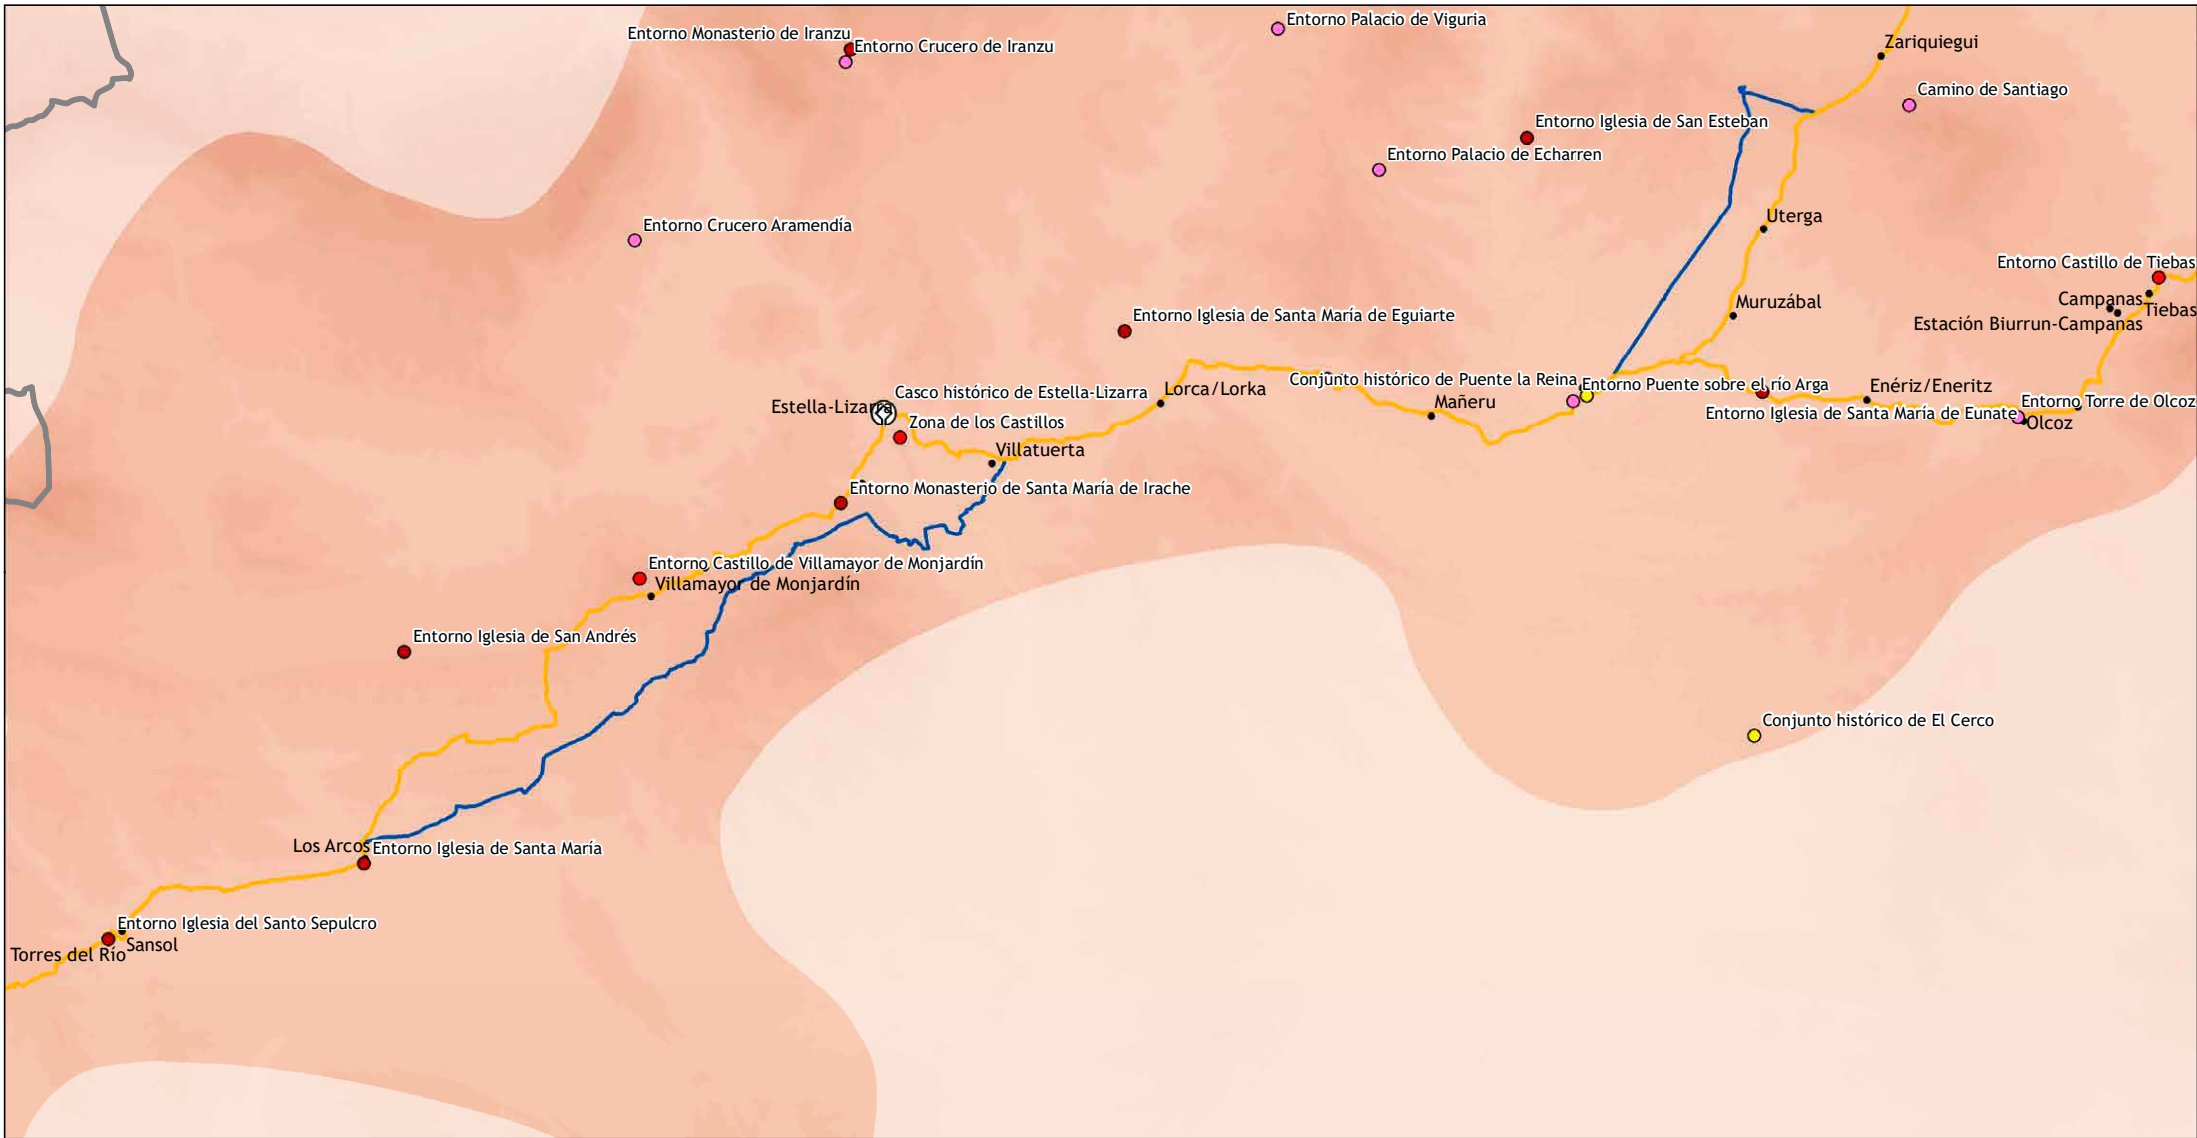 Entorno Palacio de Viguria
Entorno Monasterio de Iranzu
Entorno Crucero de Iranzu
Zariquiegui
Camino de Santiago
Entorno Iglesia de San Esteban
Entorno Palacio de Echarren
Uterga
Entorno Crucero Aramendía
Entorno Castillo de Tiebas
Campanas
Muruzábal
Tiebas
Entorno Iglesia de Santa María de Eguiarte
Estación Biurrun-Campanas
Conjunto histórico de Puente la Reina
Entorno Puente sobre el río Arga
Enériz/Eneritz
Lorca/Lorka
Casco histórico de Estella-Lizarra
Mañeru
Entorno Torre de Olcoz
Estella-Lizarra
Entorno Iglesia de Santa María de Eunate
Olcoz
Zona de los Castillos
Villatuerta
Entorno Monasterio de Santa María de Irache
Entorno Castillo de Villamayor de Monjardín
Villamayor de Monjardín
Entorno Iglesia de San Andrés
Conjunto histórico de El Cerco
Los Arcos
Entorno Iglesia de Santa María
Entorno Iglesia del Santo Sepulcro
Sansol
Torres del Río